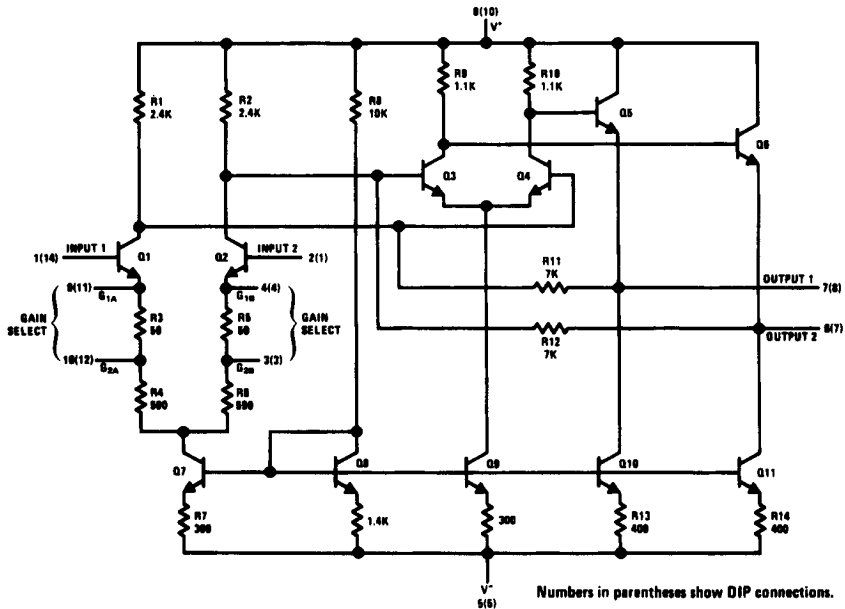 8(10)
V+
R1
2.4K
R2
2.4K
R8
10K
R9
1.1K
R10
1.1K
Q5
Q6
Q3
Q4
INPUT 1
1(14)
Q1
INPUT 2
2(1)
Q2
9(11)
G1A
4(4)
G1B
GAIN
SELECT
R3
50
R5
50
GAIN
SELECT
10(12)
G2A
3(3)
G2B
R4
500
R6
590
R11
7K
OUTPUT 1
7(8)
R12
7K
6(7)
OUTPUT 2
Q7
Q8
Q9
Q10
Q11
R7
300
1.4K
300
R13
400
R14
400
V-
5(5)
Numbers in parentheses show DIP connections.